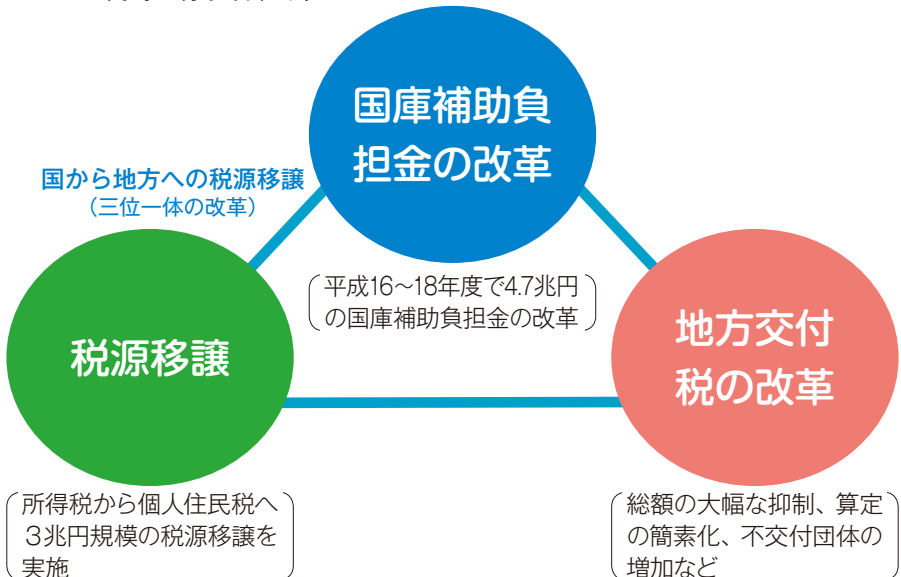 国庫補助負
担金の改革
国から地方への税源移譲
（三位一体の改革）
平成16～18年度で4.7兆円
の国庫補助負担金の改革
税源移譲
地方交付
税の改革
所得税から個人住民税へ
３兆円規模の税源移譲を
実施
総額の大幅な抑制、算定
の簡素化、不交付団体の
増加など